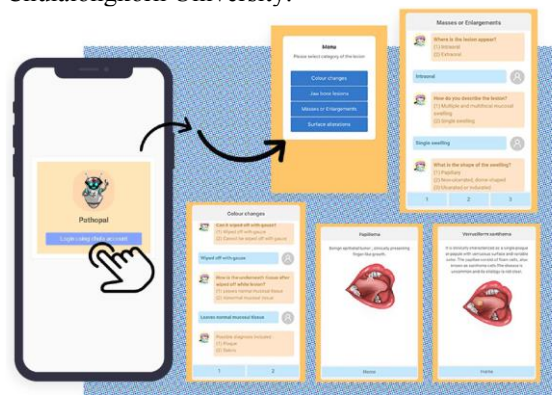 Chulalongkorn University.
Pathopal
Login using chula account
Menu
Please select category of the lesion
Colour changes
Jaw bone lesions
Masses or Enlargements
Surface alterations
Masses or Enlargements
Where is the lesion appear?
(1) Intraoral
(2) Extraoral
Intraoral
How do you describe the lesion?
(1) Multiple and multifocal mucosal
swelling
(2) Single swelling
Single swelling
What is the shape of the swelling?
(1) Papillary
(2) Non-ulcerated, dome-shaped
(3) Ulcerated or indurated
1 2 3
Colour changes
Can it wiped off with gauze?
(1) Wiped off with gauze
(2) Cannot be wiped off with gauze
Wiped off with gauze
How is the underneath tissue after
wiped off white lesion?
(1) Leaves normal mucosal tissue
(2) Abnormal mucosal tissue
Leaves normal mucosal tissue
Possible diagnosis included
(1) Plaque
(2)
1 2
Papilloma
Benign epithelial tumor, slowly presenting
finger-like growth.
Home
Verruciform xanthoma
It is clinically characterized as a single plaque
or papule with verrucous surface and variable
color. The papillae consist of foam cells, also
known as xanthoma cells. The disease is
uncommon and its etiology is not clear.
Home